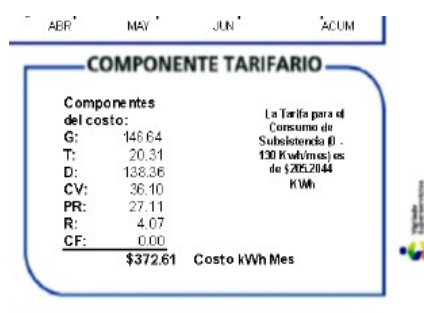 ABR MAY JUN ACUM
COMPONENTE TARIFARIO
Componentes
del costo:
G: 146.64
T: 20.31
D: 138.36
CV: 36.10
PR: 27.11
R: 4.07
CF: 0.00
$372.61 Costo kWh Mes
La Tarifa para el
Consumo de
Subsistencia (0 -
130 Kwh/mes) es
de $205.2044
KWh